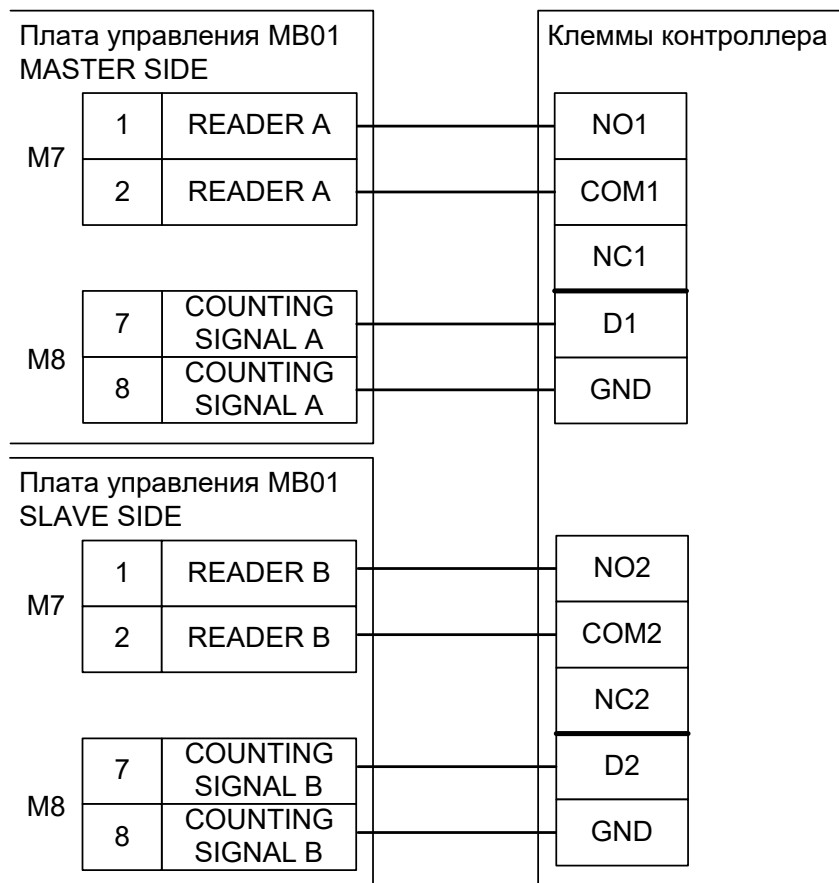 Плата управления MB01
MASTER SIDE
Клеммы контроллера
M7
1
READER A
NO1
2
READER A
COM1
NC1
M8
7
COUNTING
SIGNAL A
D1
8
COUNTING
SIGNAL A
GND
Плата управления MB01
SLAVE SIDE
M7
1
READER B
NO2
2
READER B
COM2
NC2
M8
7
COUNTING
SIGNAL B
D2
8
COUNTING
SIGNAL B
GND